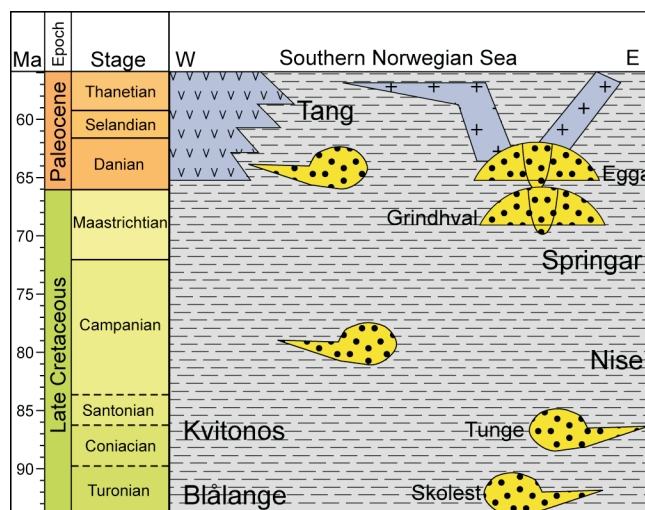 Ma
Epoch
Stage
W
Southern Norwegian Sea
E
Paleocene
Late Cretaceous
Thanetian
Selandian
Danian
Maastrichtian
Campanian
Santonian
Coniacian
Turonian
60
65
70
75
80
85
90
Tang
Egga
Grindhval
Springar
Nise
Kvitonos
Tunge
Blålange
Skolest